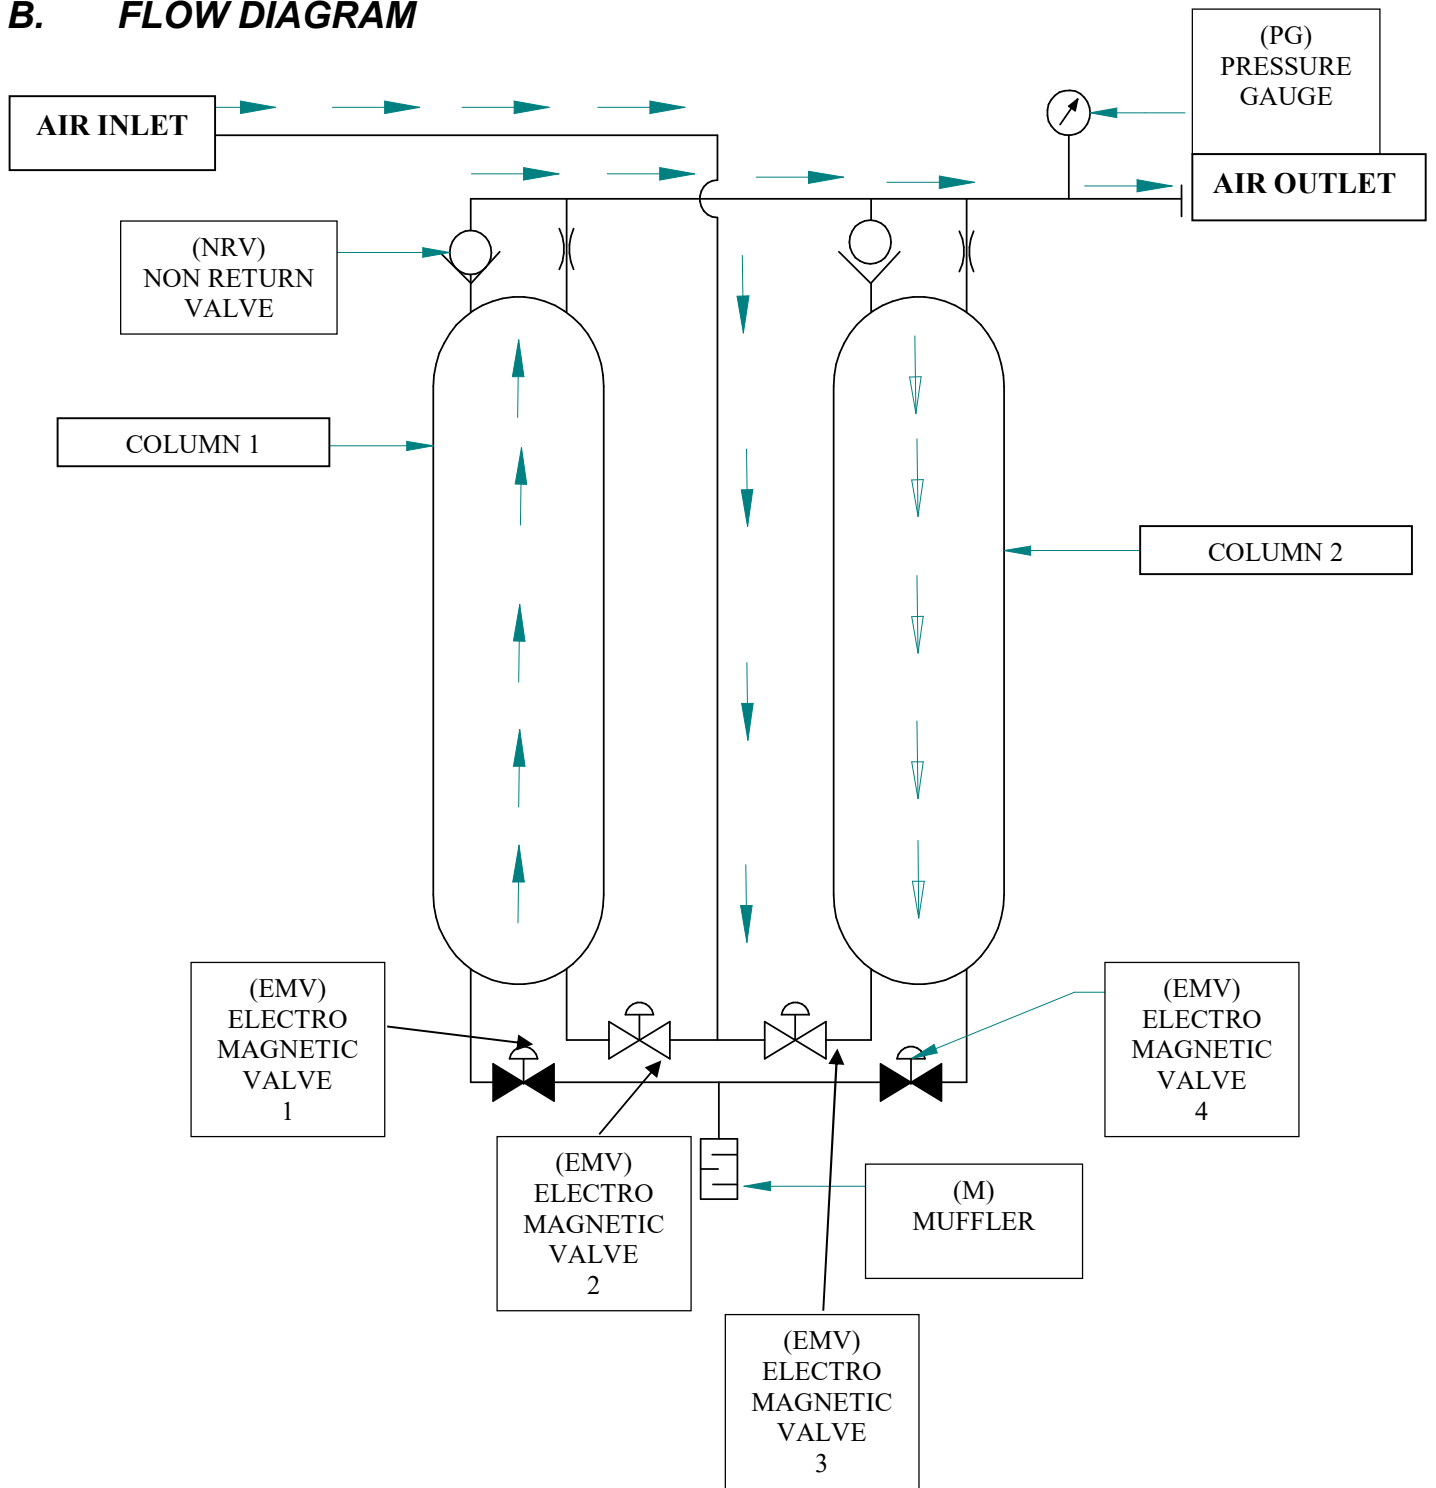 B. FLOW DIAGRAM
(PG)
PRESSURE
GAUGE
AIR INLET
AIR OUTLET
(NRV)
NON RETURN
VALVE
COLUMN 1
COLUMN 2
(EMV)
ELECTRO
MAGNETIC
VALVE
1
(EMV)
ELECTRO
MAGNETIC
VALVE
4
(EMV)
ELECTRO
MAGNETIC
VALVE
2
(M)
MUFFLER
(EMV)
ELECTRO
MAGNETIC
VALVE
3